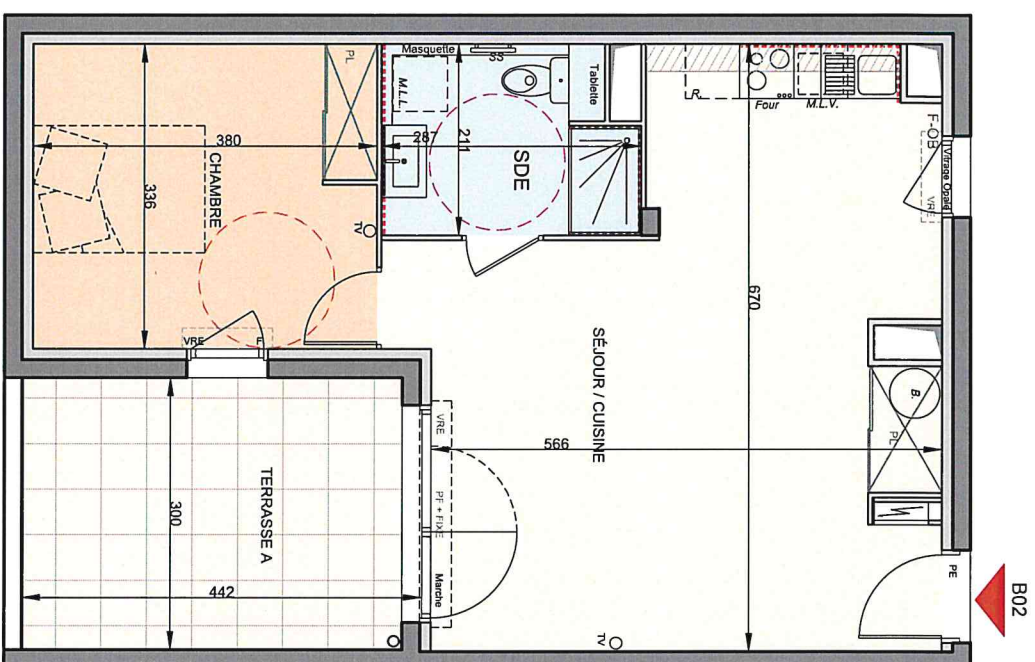 B02
PE
F-OB
Vitrage Opale
VRE
B.
PL
R.
Four
M.L.V.
670
SÉJOUR / CUISINE
566
TV
Masquette
SS
M.L.L.
Tablette
287
211
SDE
PL
380
CHAMBRE
336
TV
VRE
F
VRE
PF + FIXE
Marche
TERRASSE A
300
442